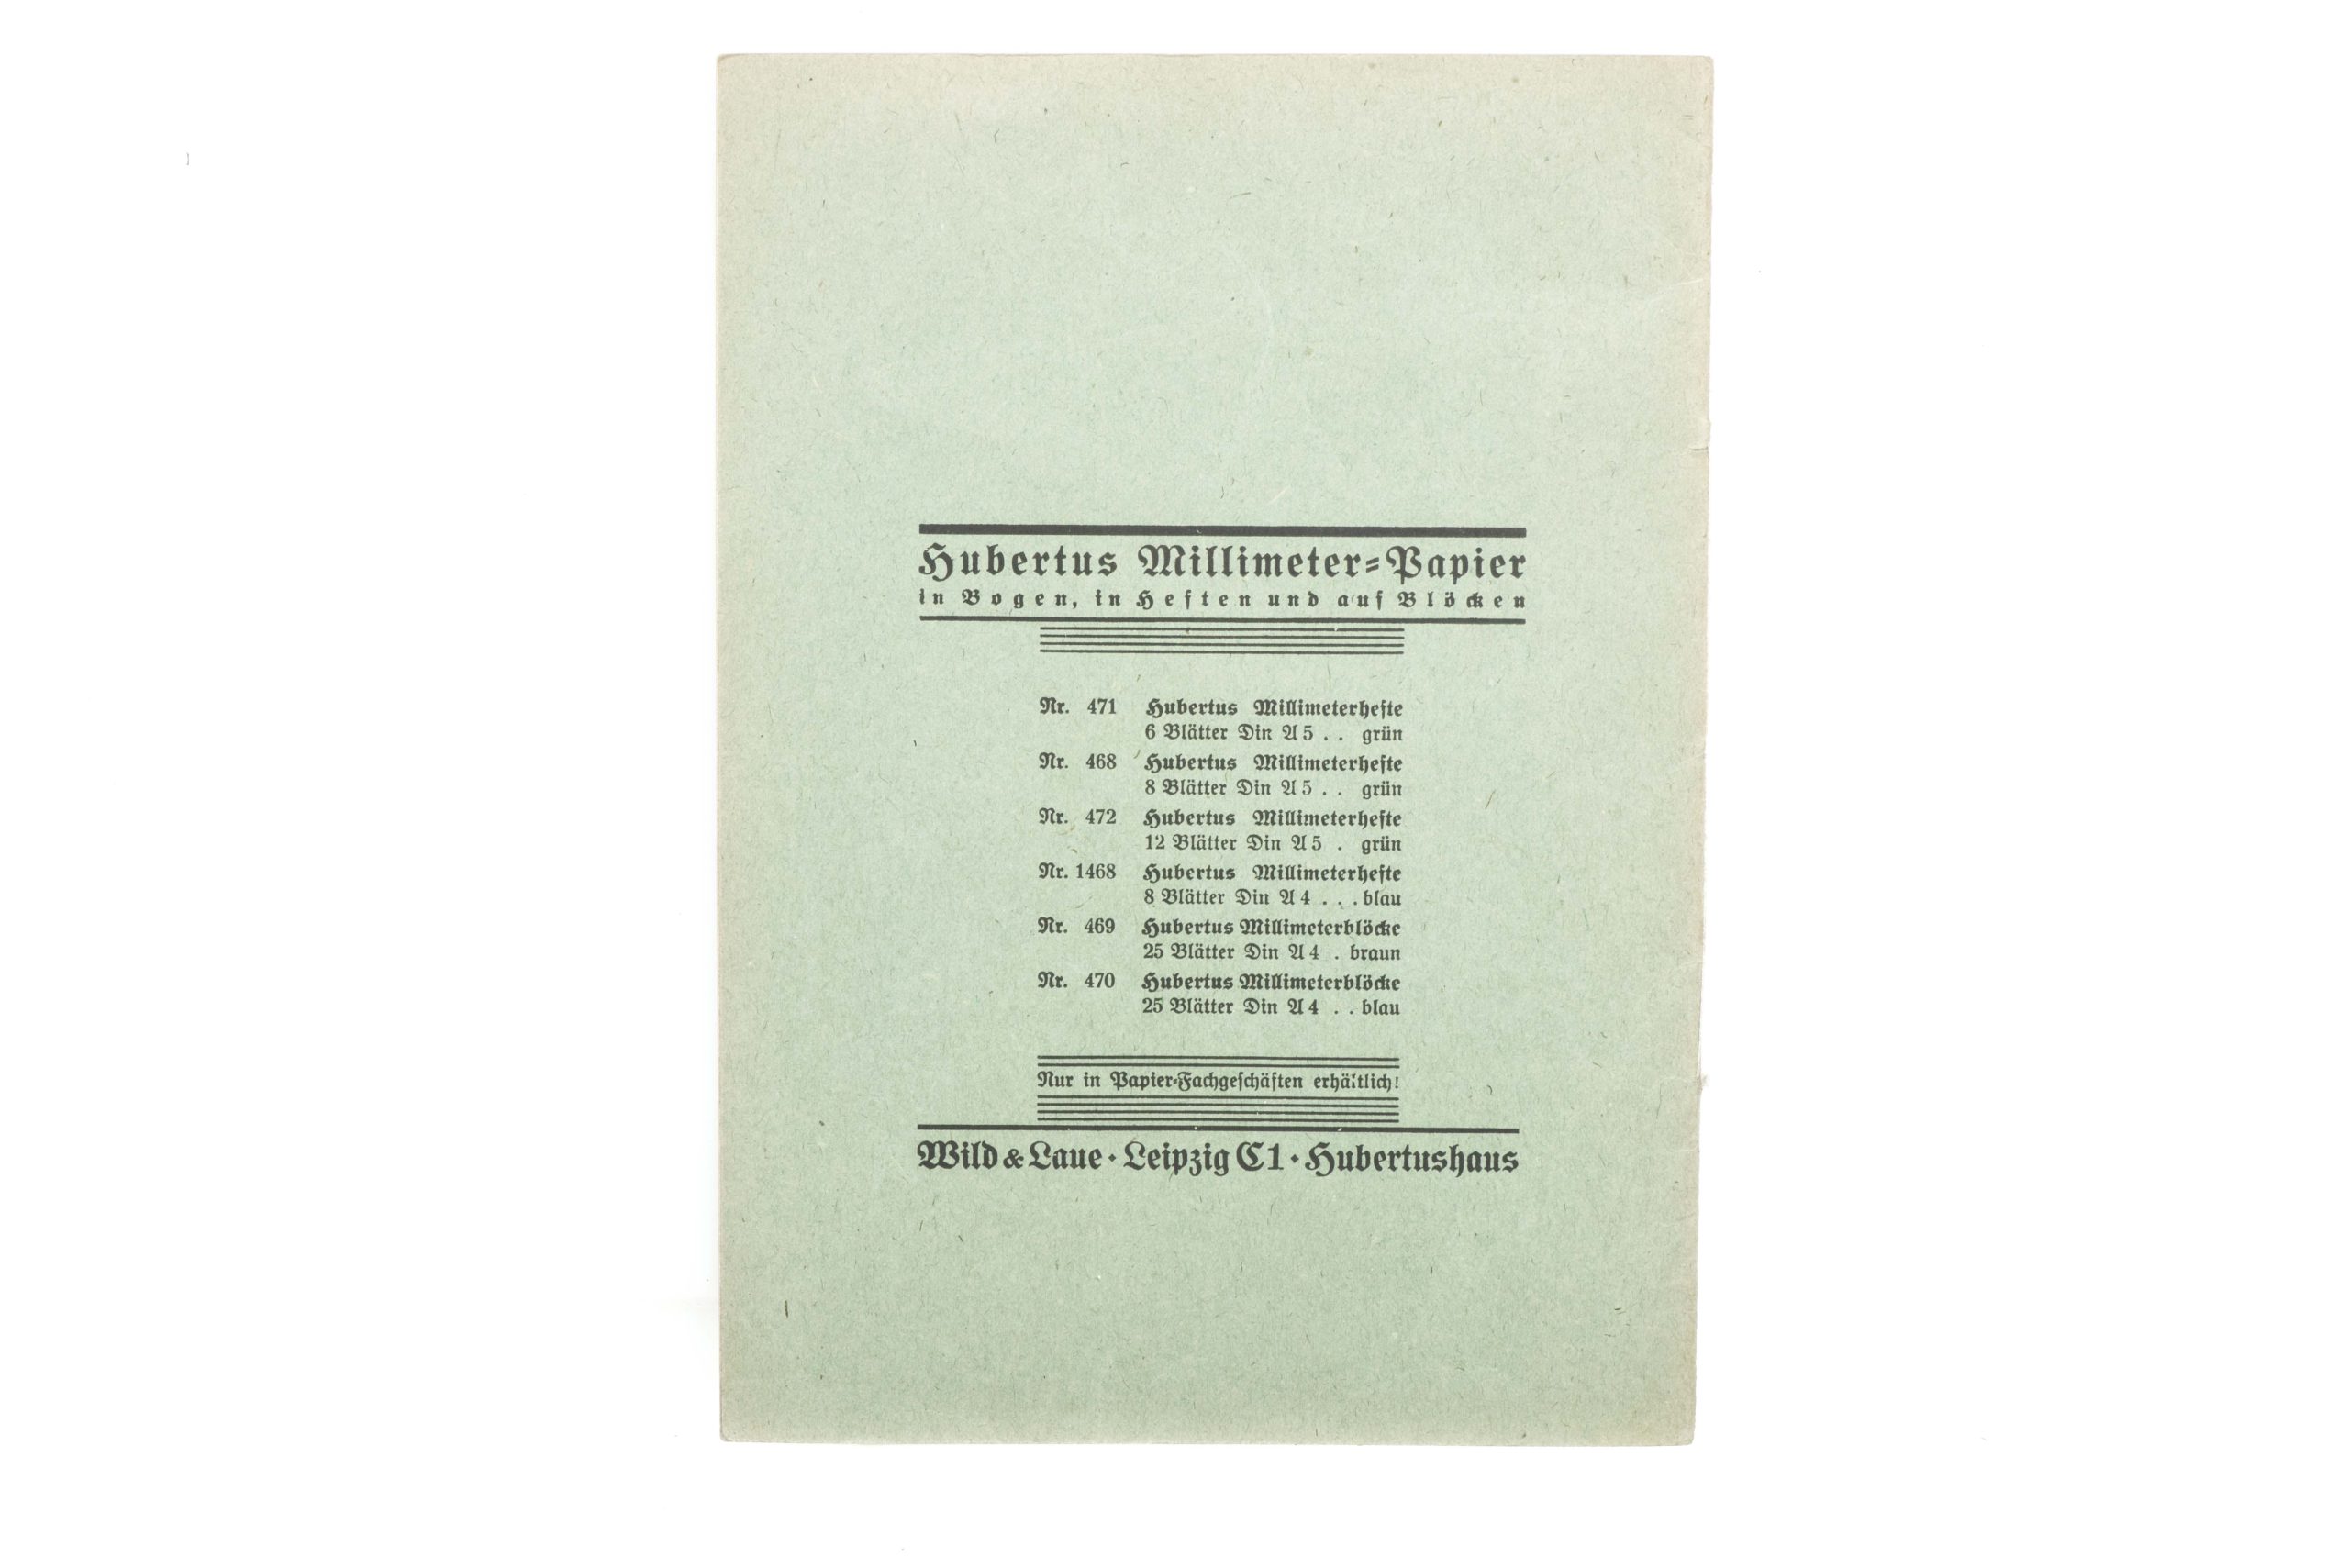 Hubertus Millimeter-Papier
in Bogen, in Heften und auf Blöcken
Nr. 471 Hubertus Millimeterhefte
6 Blätter Din A 5 . . grün
Nr. 468 Hubertus Millimeterhefte
8 Blätter Din A 5 . . grün
Nr. 472 Hubertus Millimeterhefte
12 Blätter Din A 5 . grün
Nr. 1468 Hubertus Millimeterhefte
8 Blätter Din A 4 . . . blau
Nr. 469 Hubertus Millimeterblöcke
25 Blätter Din A 4 . braun
Nr. 470 Hubertus Millimeterblöcke
25 Blätter Din A 4 . . blau
Nur in Papier-Fachgeschäften erhältlich!
Wild & Laue · Leipzig C1 · Hubertushaus